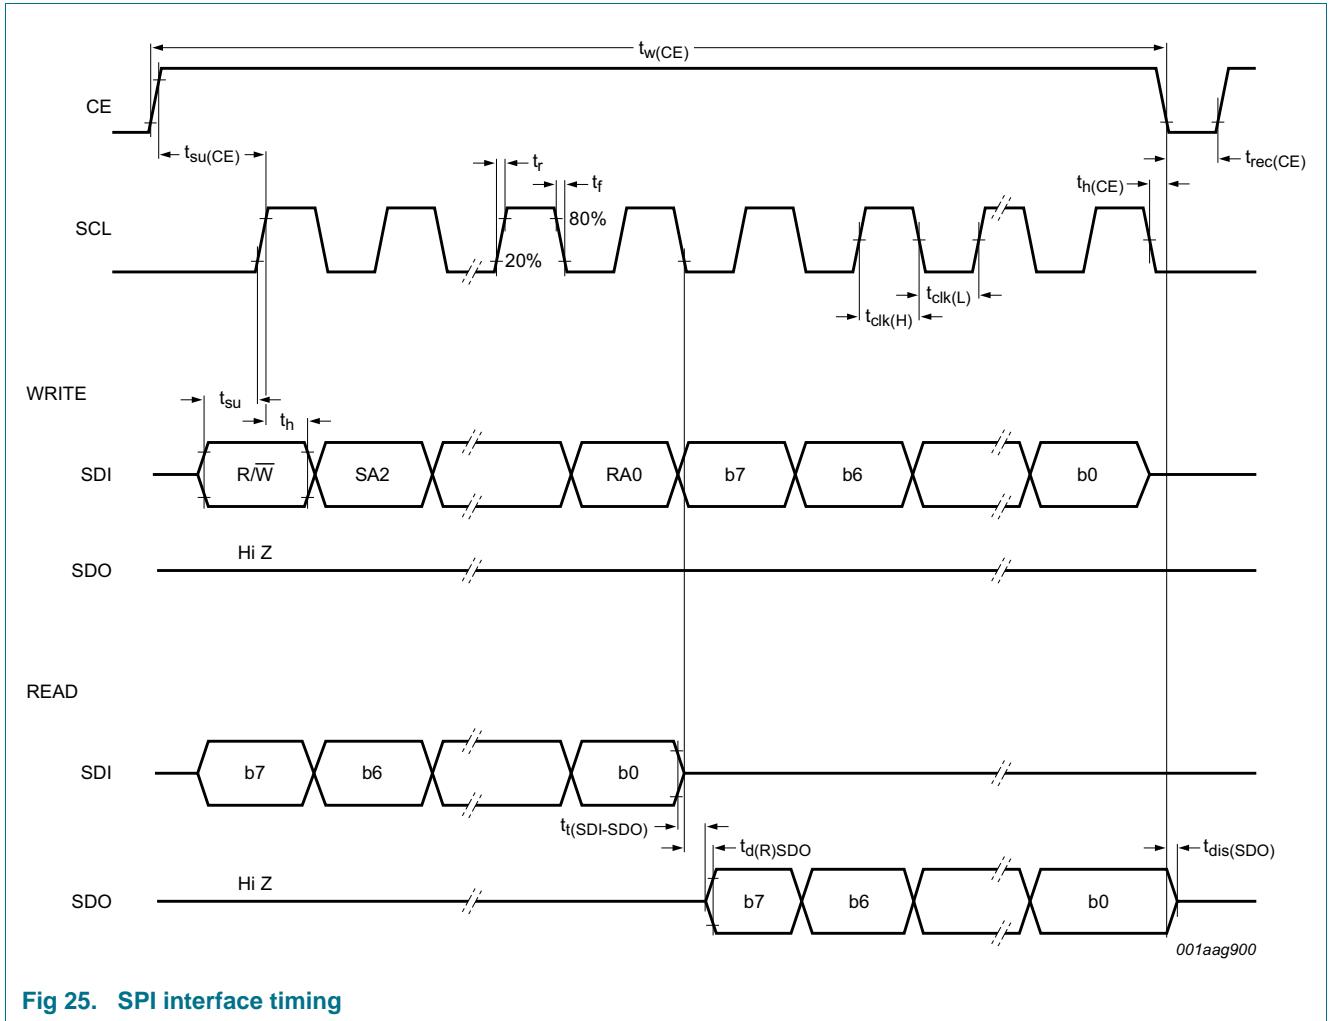 tw(CE)
CE
tsu(CE)
tr
trec(CE)
tf
th(CE)
SCL
80%
20%
tclk(L)
tclk(H)
WRITE
tsu
th
SDI R/W̅ SA2 RA0 b7 b6 b0
Hi Z
SDO
READ
SDI b7 b6 b0
tt(SDI-SDO)
td(R)SDO
tdis(SDO)
Hi Z
SDO b7 b6 b0
001aag900
Fig 25. SPI interface timing